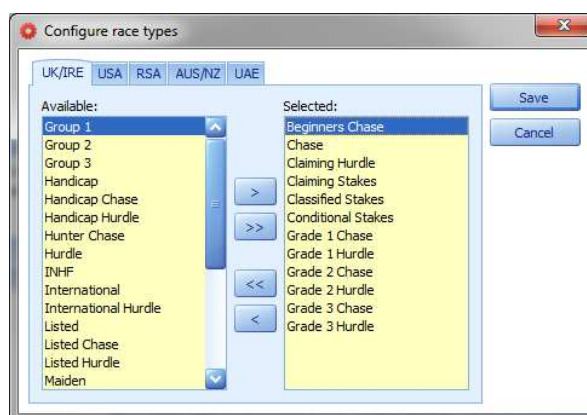 Configure race types
UK/IRE USA RSA AUS/NZ UAE
Available:
Group 1
Group 2
Group 3
Handicap
Handicap Chase
Handicap Hurdle
Hunter Chase
Hurdle
INHF
International
International Hurdle
Listed
Listed Chase
Listed Hurdle
Maiden
>
>>
<<
<
Selected:
Beginners Chase
Chase
Claiming Hurdle
Claiming Stakes
Classified Stakes
Conditional Stakes
Grade 1 Chase
Grade 1 Hurdle
Grade 2 Chase
Grade 2 Hurdle
Grade 3 Chase
Grade 3 Hurdle
Save
Cancel